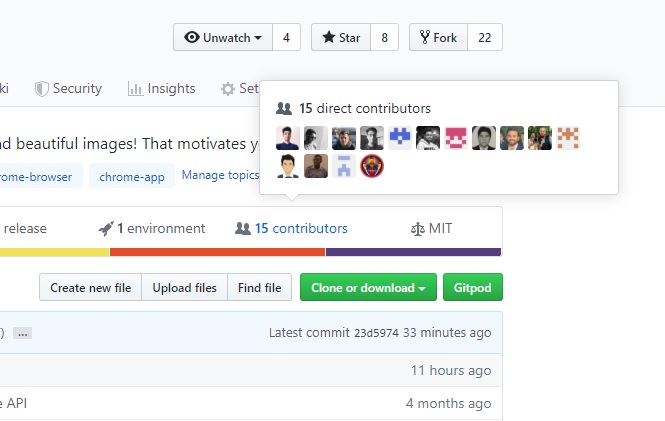 Unwatch 4 Star 8 Fork 22
ki Security Insights Set
15 direct contributors
d beautiful images! That motivates y
ome-browser chrome-app Manage topics
release 1 environment 15 contributors MIT
Create new file Upload files Find file Clone or download Gitpod
) ... Latest commit 23d5974 33 minutes ago
11 hours ago
e API 4 months ago